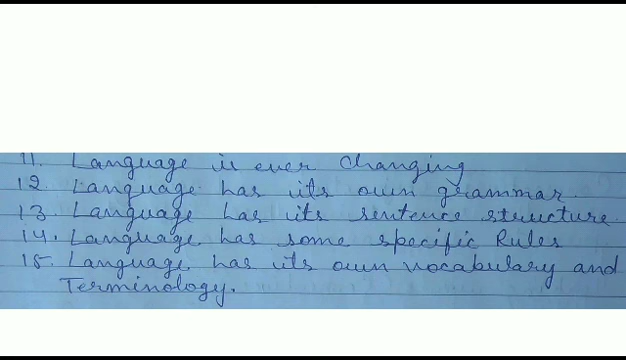 11. Language is ever changing
12. Language has its own grammar.
13. Language has its sentence structure.
14. Language has some specific Rules
15. Language has its own vocabulary and
Terminology.